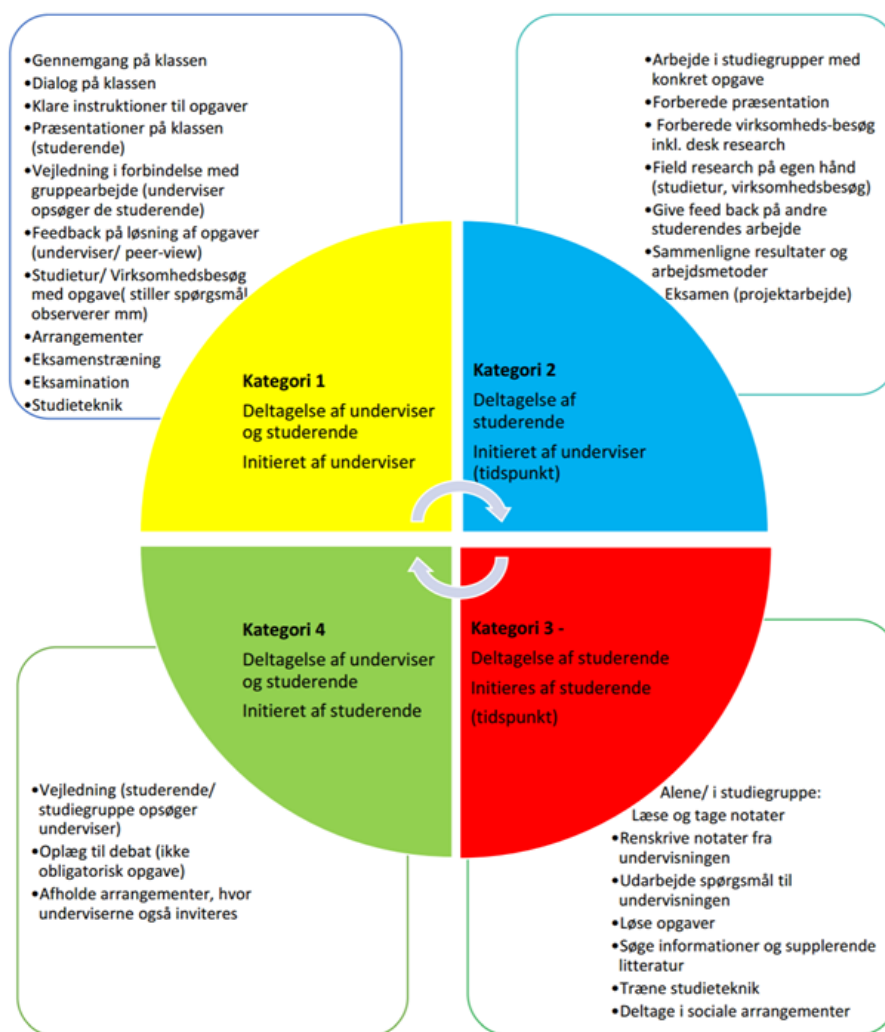 •Gennemgang på klassen
•Dialog på klassen
•Klare instruktioner til opgaver
•Præsentationer på klassen
(studerende)
•Vejledning i forbindelse med
gruppearbejde (underviser
opsøger de studerende)
•Feedback på løsning af opgaver
(underviser/ peer-view)
•Studietur/ Virksomhedsbesøg
med opgave( stiller spørgsmål
observerer mm)
•Arrangementer
•Eksamenstræning
•Eksamination
•Studieteknik
•Arbejde i studiegrupper med
konkret opgave
•Forberede præsentation
• Forberede virksomheds-besøg
inkl. desk research
•Field research på egen hånd
(studietur, virksomhedsbesøg)
•Give feed back på andre
studerendes arbejde
•Sammenligne resultater og
arbejdsmetoder
Eksamen (projektarbejde)
Kategori 1
Deltagelse af underviser
og studerende
Initieret af underviser
Kategori 2
Deltagelse af
studerende
Initieret af underviser
(tidspunkt)
Kategori 4
Deltagelse af underviser
og studerende
Initieret af studerende
Kategori 3 -
Deltagelse af studerende
Initieres af studerende
(tidspunkt)
•Vejledning (studerende/
studiegruppe opsøger
underviser)
•Oplæg til debat (ikke
obligatorisk opgave)
•Afholde arrangementer, hvor
underviserne også inviteres
Alene/ i studiegruppe:
Læse og tage notater
•Renskrive notater fra
undervisningen
•Udarbejde spørgsmål til
undervisningen
•Løse opgaver
•Søge informationer og supplerende
litteratur
•Træne studieteknik
•Deltage i sociale arrangementer